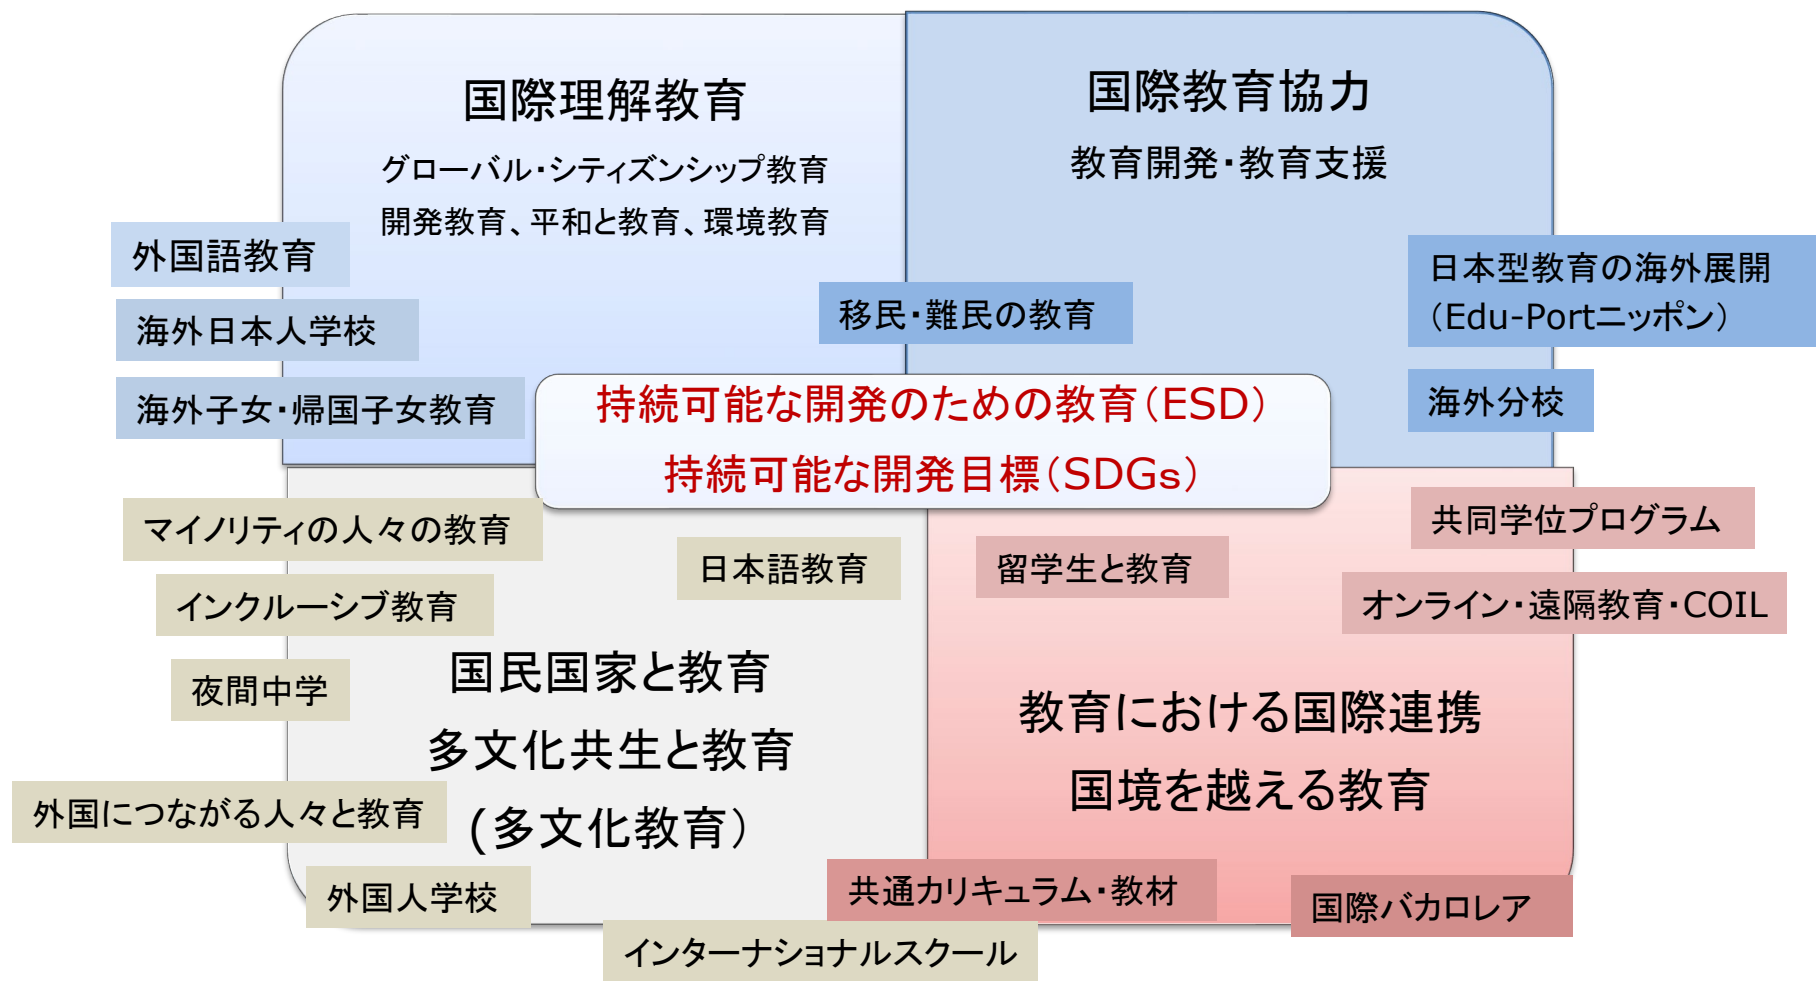 国際理解教育
グローバル・シティズンシップ教育
開発教育、平和と教育、環境教育
国際教育協力
教育開発・教育支援
外国語教育
海外日本人学校
海外子女・帰国子女教育
移民・難民の教育
日本型教育の海外展開
(Edu-Portニッポン)
海外分校
持続可能な開発のための教育(ESD)
持続可能な開発目標(SDGs)
マイノリティの人々の教育
インクルーシブ教育
夜間中学
日本語教育
国民国家と教育
多文化共生と教育
(多文化教育)
外国につながる人々と教育
外国人学校
インターナショナルスクール
留学生と教育
共同学位プログラム
オンライン・遠隔教育・COIL
教育における国際連携
国境を越える教育
共通カリキュラム・教材
国際バカロレア